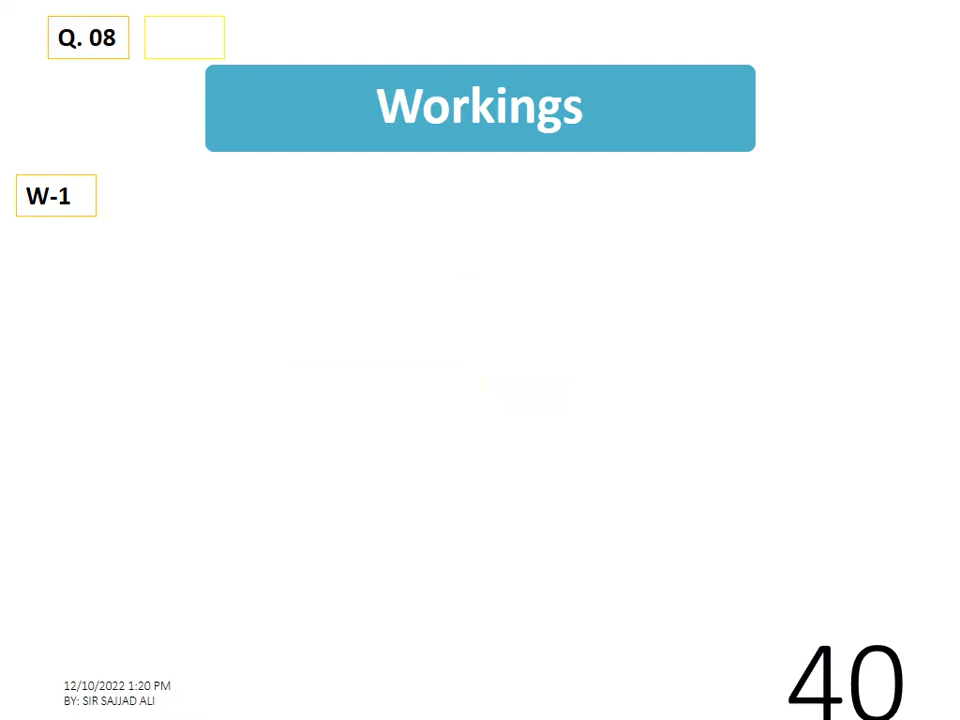 Q. 08
Workings
W-1
12/10/2022 1:20 PM
BY: SIR SAJJAD ALI
40